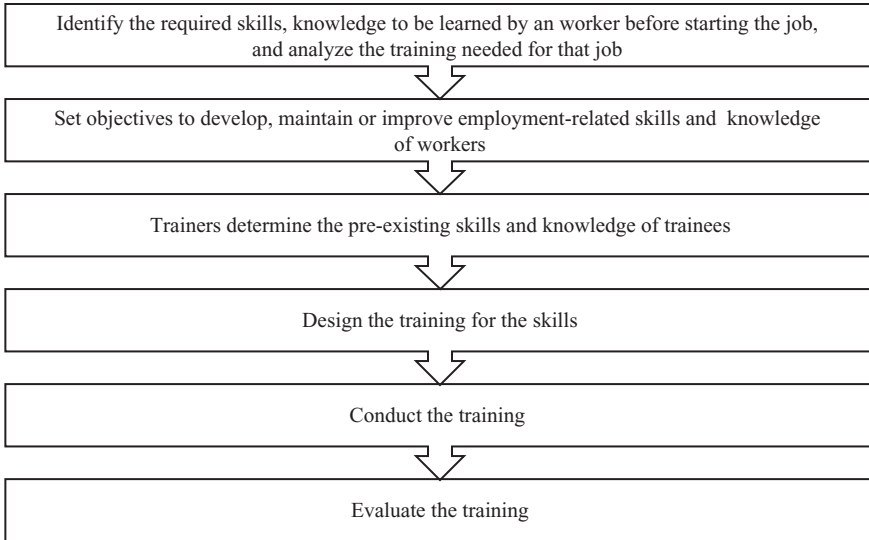 Identify the required skills, knowledge to be learned by an worker before starting the job,
and analyze the training needed for that job
Set objectives to develop, maintain or improve employment-related skills and knowledge
of workers
Trainers determine the pre-existing skills and knowledge of trainees
Design the training for the skills
Conduct the training
Evaluate the training